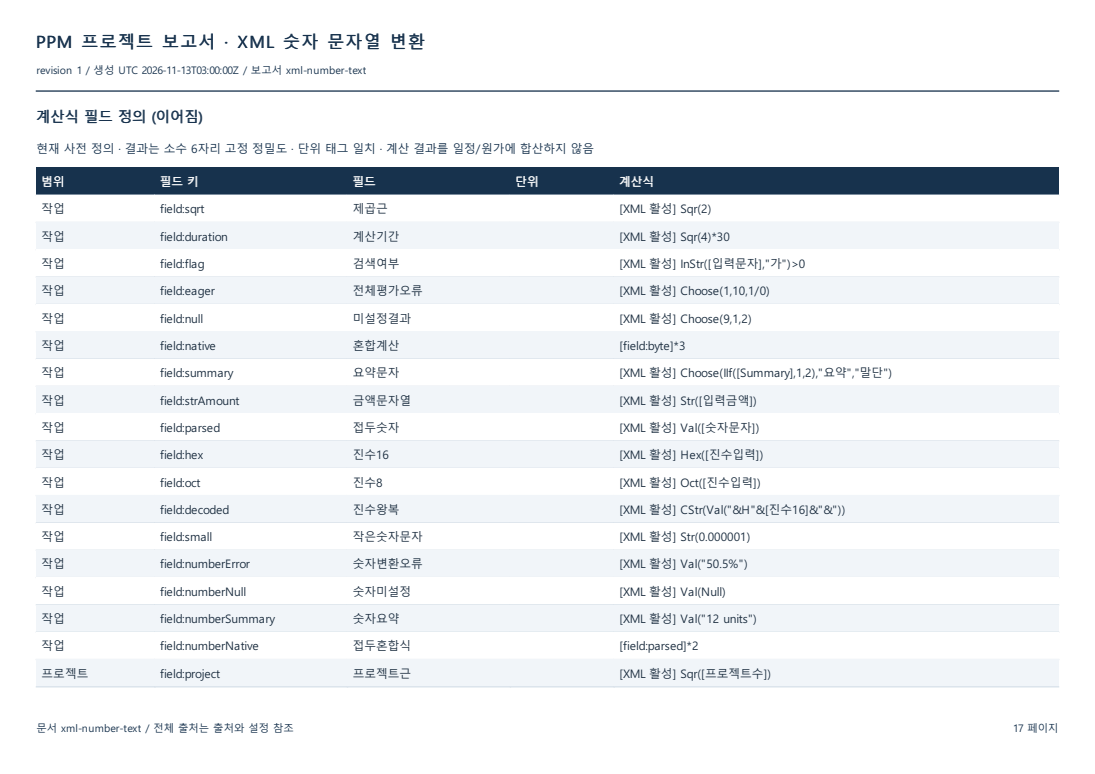 PPM 프로젝트 보고서 · XML 숫자 문자열 변환
revision 1 / 생성 UTC 2026-11-13T03:00:00Z / 보고서 xml-number-text
계산식 필드 정의 (이어짐)
현재 사전 정의 · 결과는 소수 6자리 고정 정밀도 · 단위 태그 일치 · 계산 결과를 일정/원가에 합산하지 않음
범위 필드 키 필드 단위 계산식
작업 field:sqrt 제곱근 [XML 활성] Sqr(2)
작업 field:duration 계산기간 [XML 활성] Sqr(4)*30
작업 field:flag 검색여부 [XML 활성] InStr([입력문자],"가")>0
작업 field:eager 전체평가오류 [XML 활성] Choose(1,10,1/0)
작업 field:null 미설정결과 [XML 활성] Choose(9,1,2)
작업 field:native 혼합계산 [field:byte]*3
작업 field:summary 요약문자 [XML 활성] Choose(IIf([Summary],1,2),"요약","말단")
작업 field:strAmount 금액문자열 [XML 활성] Str([입력금액])
작업 field:parsed 접두숫자 [XML 활성] Val([숫자문자])
작업 field:hex 진수16 [XML 활성] Hex([진수입력])
작업 field:oct 진수8 [XML 활성] Oct([진수입력])
작업 field:decoded 진수왕복 [XML 활성] CStr(Val("&H"&[진수16]&"&"))
작업 field:small 작은숫자문자 [XML 활성] Str(0.000001)
작업 field:numberError 숫자변환오류 [XML 활성] Val("50.5%")
작업 field:numberNull 숫자미설정 [XML 활성] Val(Null)
작업 field:numberSummary 숫자요약 [XML 활성] Val("12 units")
작업 field:numberNative 접두혼합식 [field:parsed]*2
프로젝트 field:project 프로젝트근 [XML 활성] Sqr([프로젝트수])
문서 xml-number-text / 전체 출처는 출처와 설정 참조
17 페이지